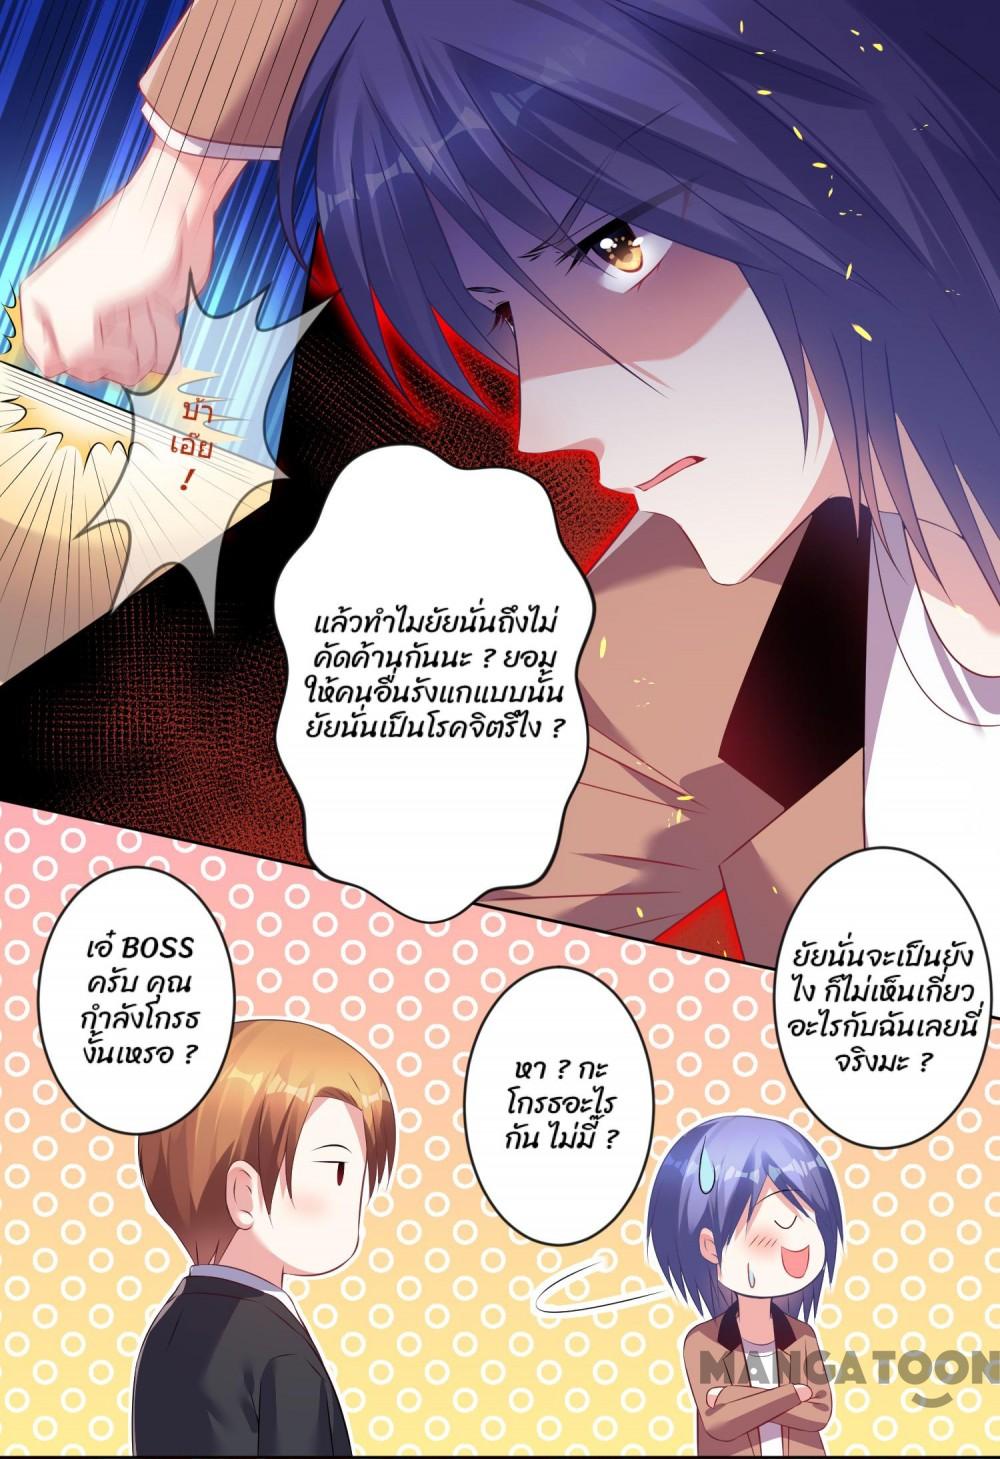 บ้า
เอ๊ย
!
แล้วทำไมยัยนั่นถึงไม่
คัดค้านกันนะ ? ยอม
ให้คนอื่นรังแกแบบนั้น
ยัยนั่นเป็นโรคจิตรึไง ?
เอ๋ BOSS
ครับ คุณ
กำลังโกรธ
งั้นเหรอ ?
หา ? กะ
โกรธอะไร
กัน ไม่มี๊ ?
ยัยนั่นจะเป็นยัง
ไง ก็ไม่เห็นเกี่ยว
อะไรกับฉันเลยนี่
จริงมะ ?
MANGATOON